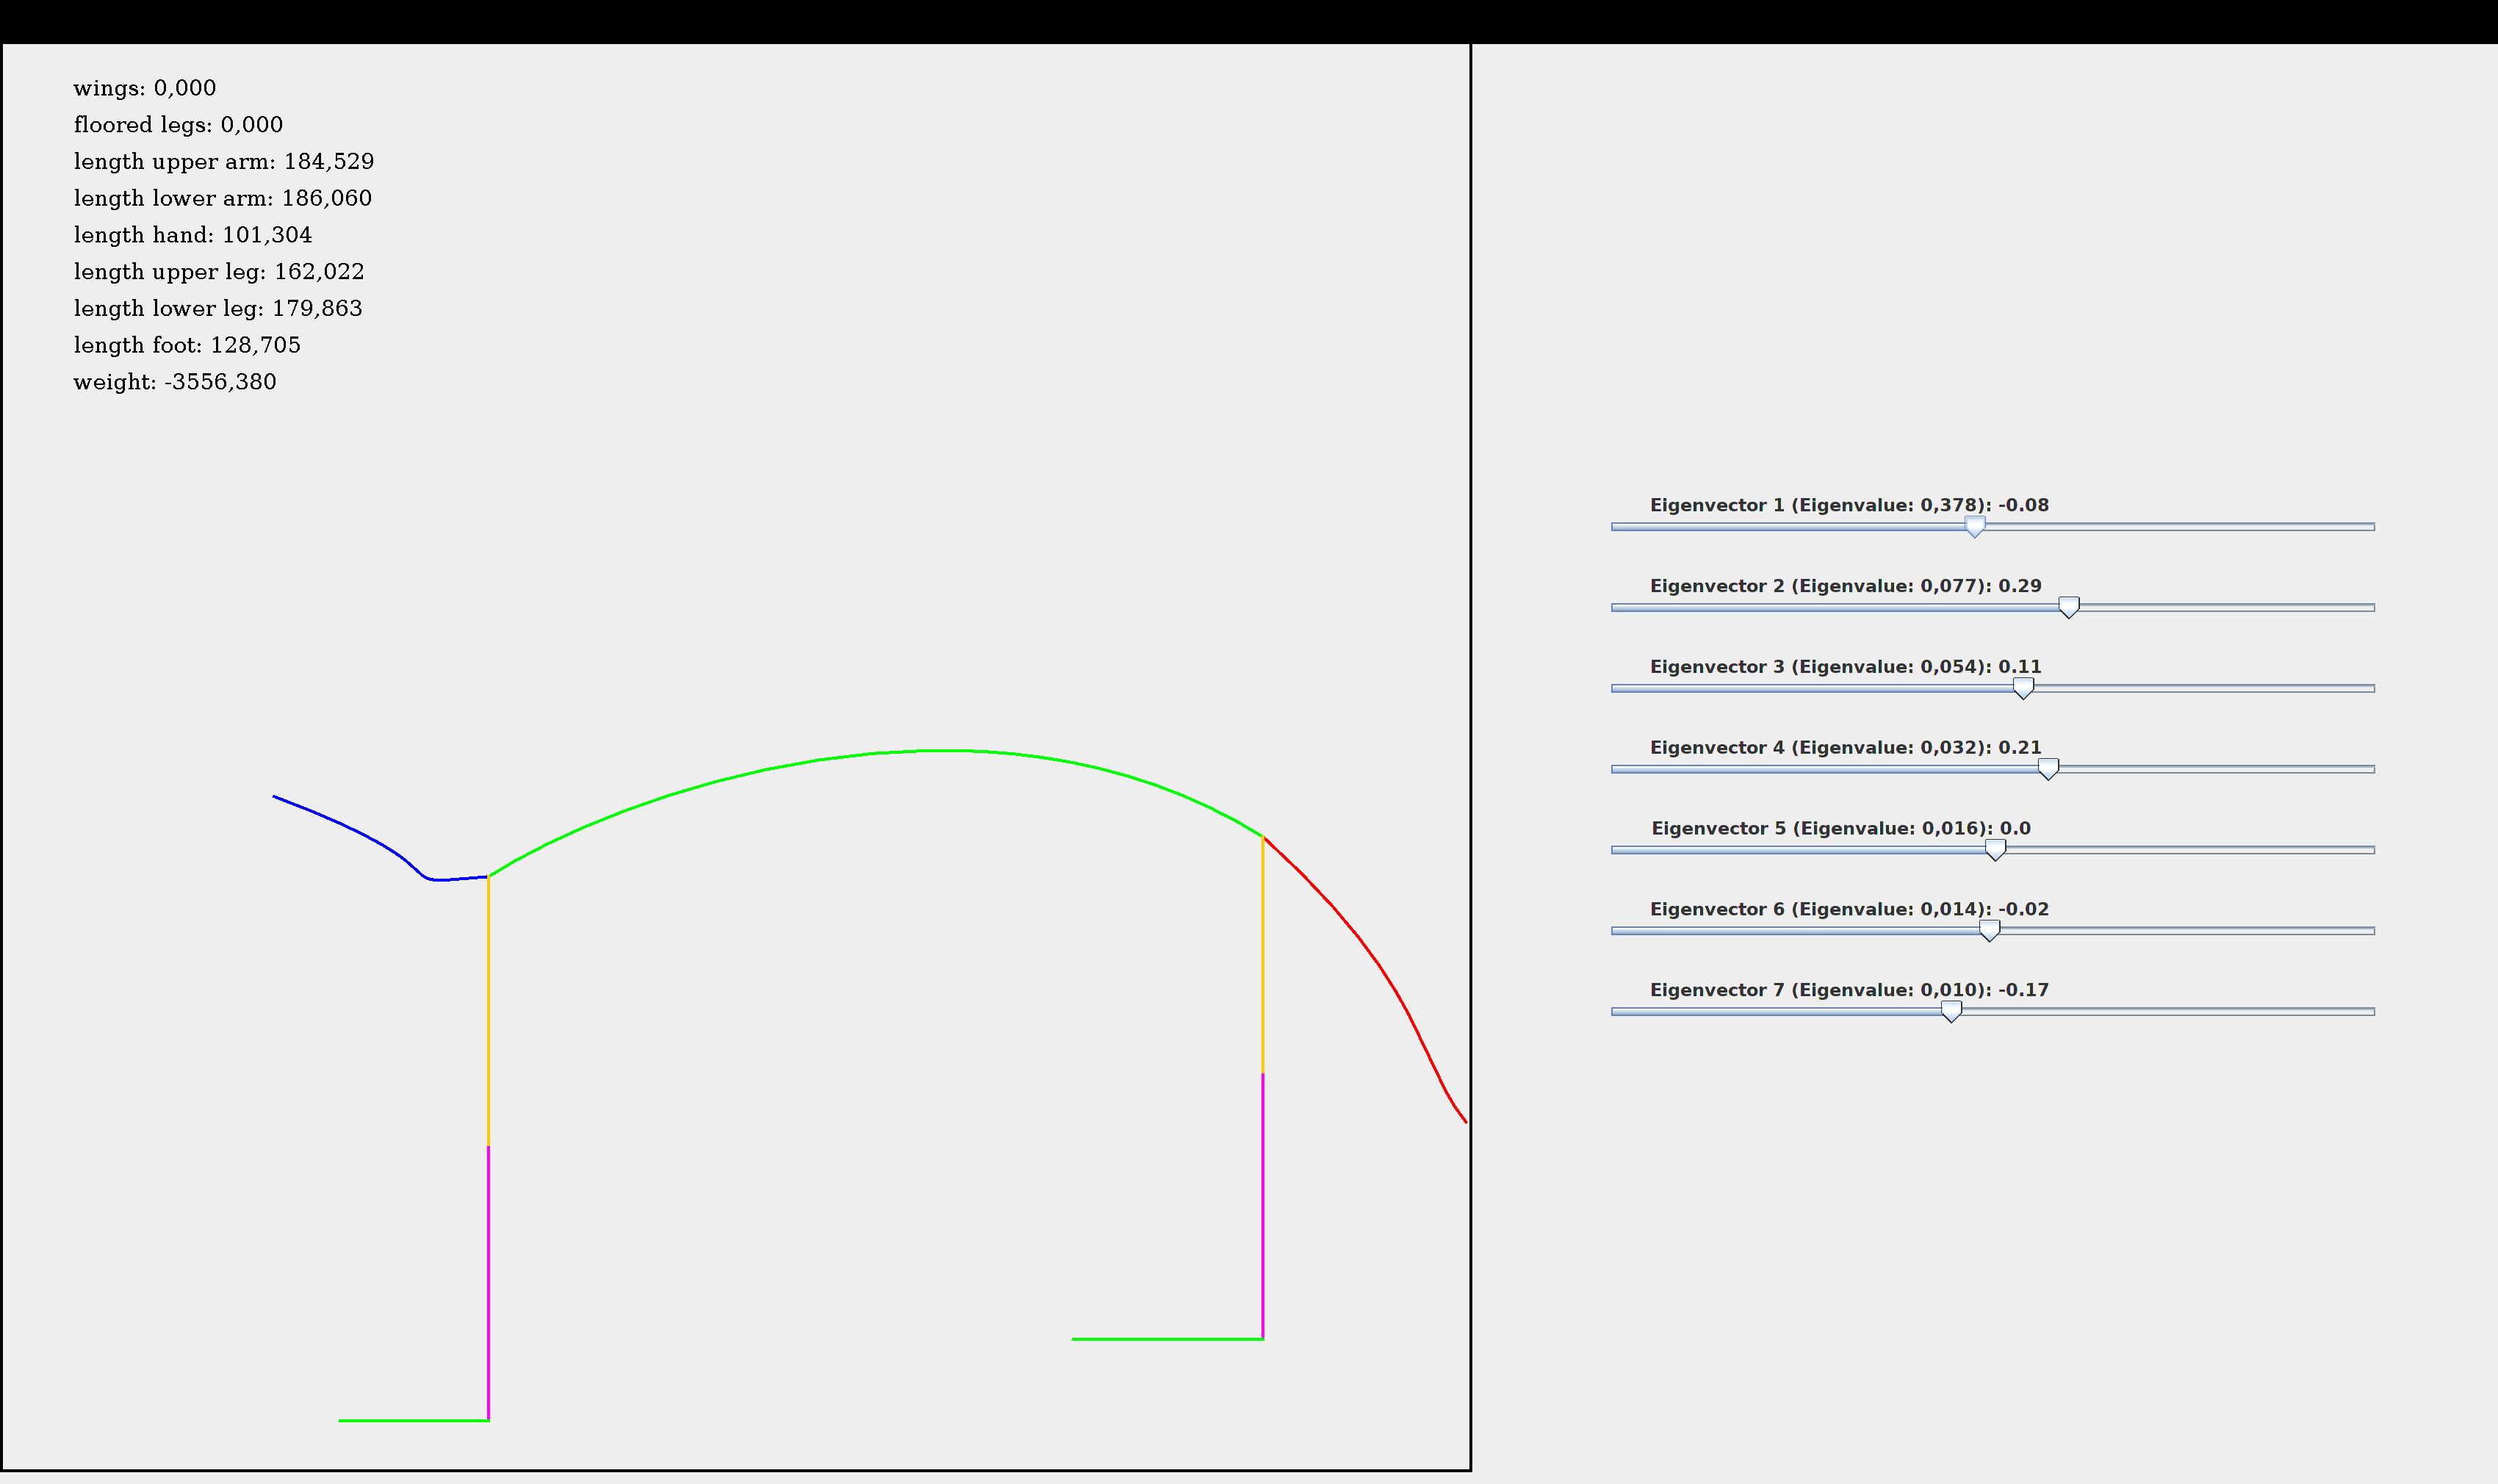 wings: 0,000
floored legs: 0,000
length upper arm: 184,529
length lower arm: 186,060
length hand: 101,304
length upper leg: 162,022
length lower leg: 179,863
length foot: 128,705
weight: -3556,380
Eigenvector 1 (Eigenvalue: 0,378): -0.08
Eigenvector 2 (Eigenvalue: 0,077): 0.29
Eigenvector 3 (Eigenvalue: 0,054): 0.11
Eigenvector 4 (Eigenvalue: 0,032): 0.21
Eigenvector 5 (Eigenvalue: 0,016): 0.0
Eigenvector 6 (Eigenvalue: 0,014): -0.02
Eigenvector 7 (Eigenvalue: 0,010): -0.17